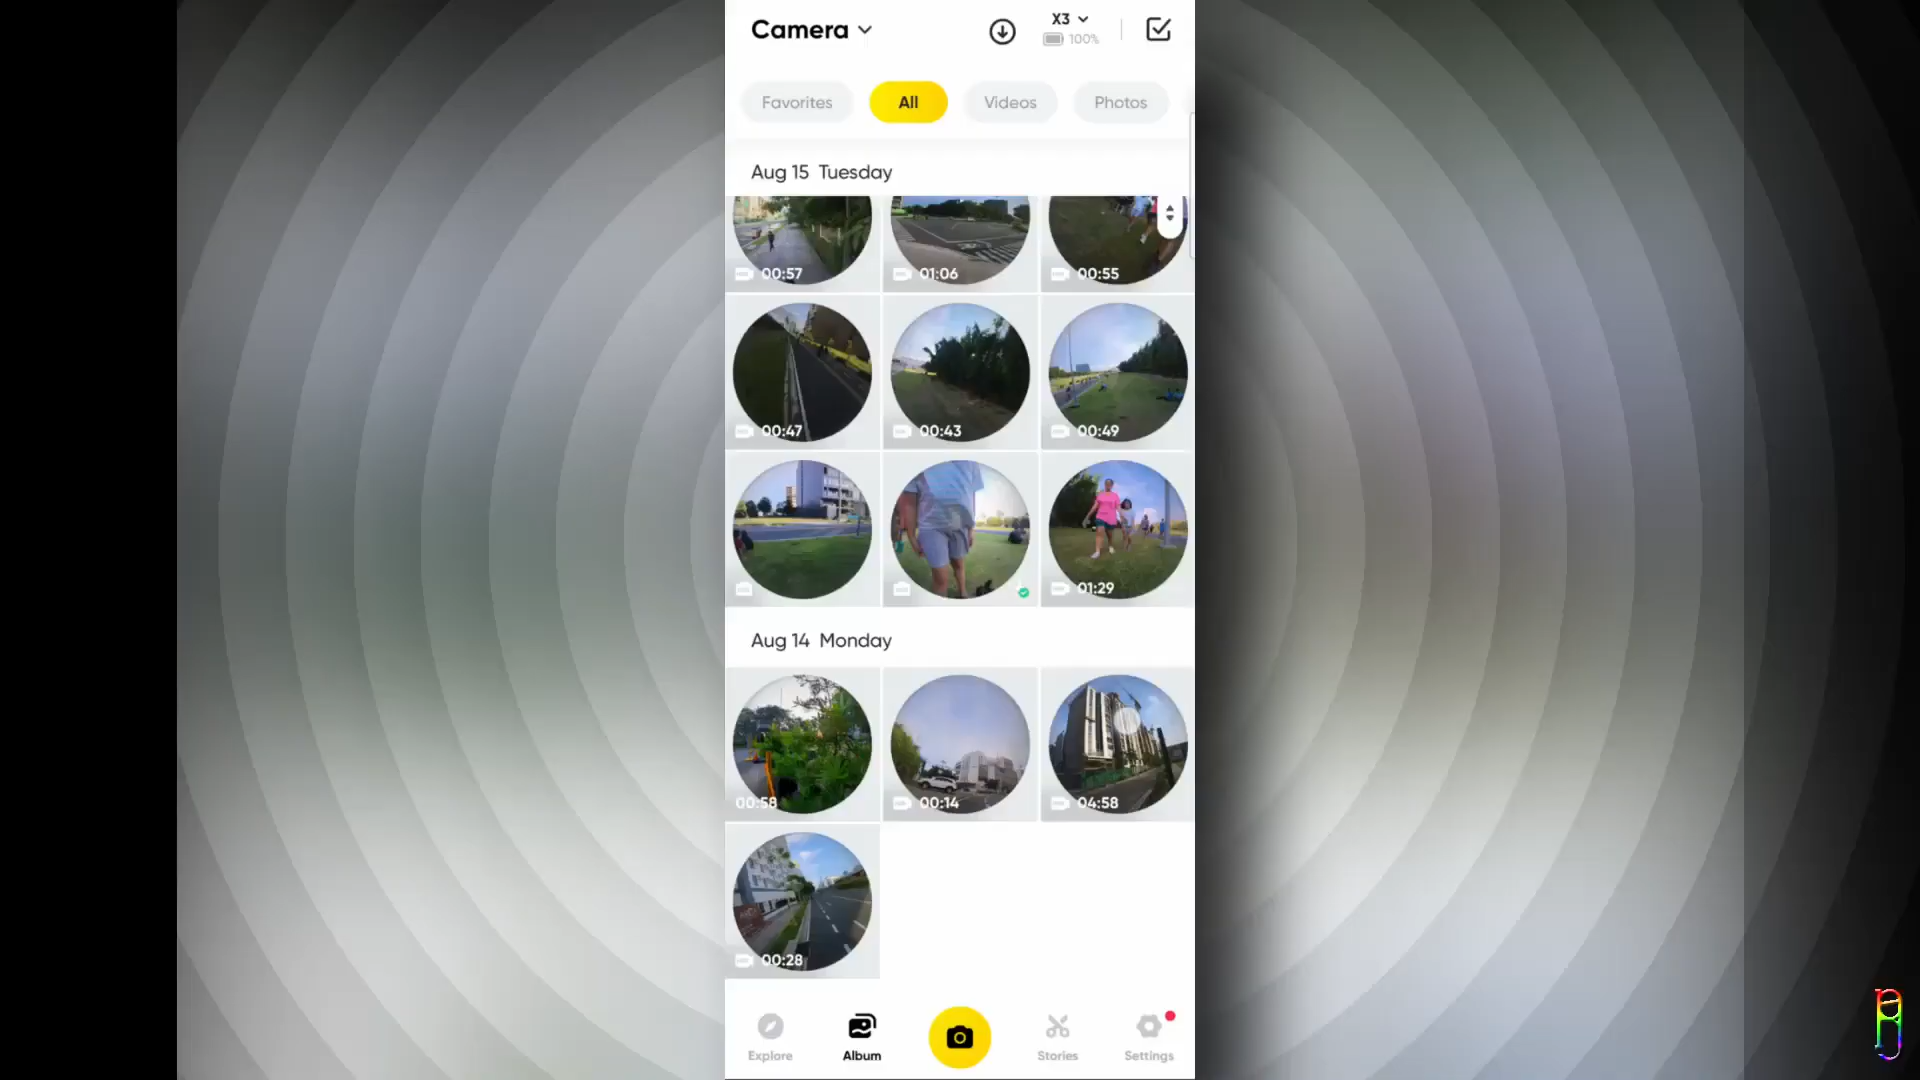 Camera
X3
100%
Favorites
All
Videos
Photos
Aug 15 Tuesday
00:57
01:06
00:55
00:47
00:43
00:49
01:29
Aug 14 Monday
00:58
00:14
04:58
00:28
Explore
Album
Stories
Settings